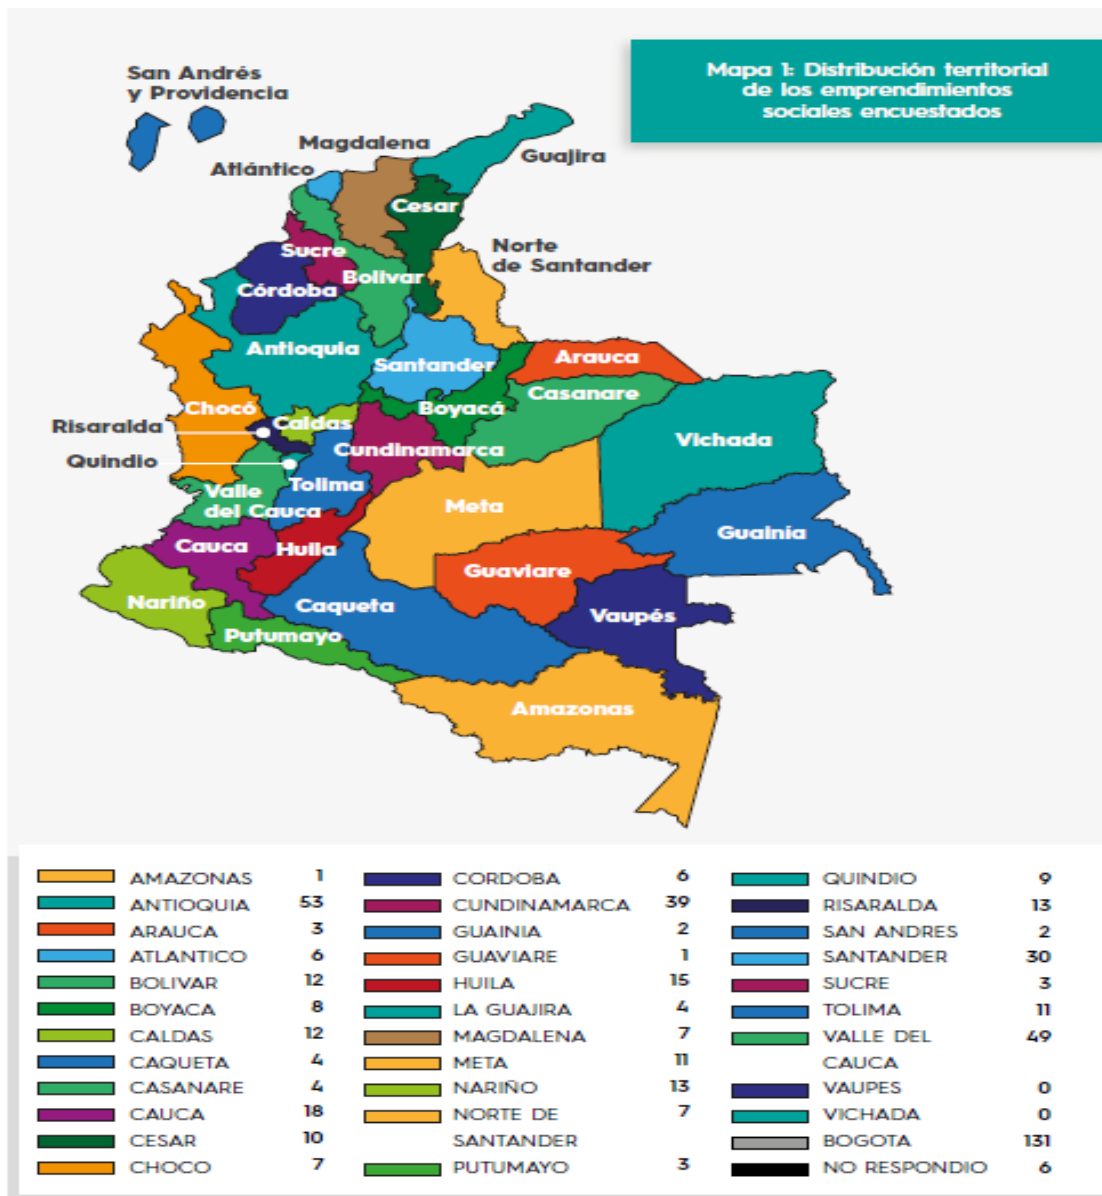 Mapa 1: Distribución territorial
de los emprendimientos
sociales encuestados
San Andrés
y Providencia
Magdalena
Guajira
Atlántico
Cesar
Norte
de Santander
Sucre
Bolivar
Córdoba
Antioquia
Santander
Arauca
Casanare
Chocó
Boyacá
Risaralda
Caldas
Vichada
Cundinamarca
Quindio
Tolima
Valle
del Cauca
Meta
Guainía
Cauca
Huila
Guaviare
Nariño
Caqueta
Vaupés
Putumayo
Amazonas
AMAZONAS 1
ANTIOQUIA 53
ARAUCA 3
ATLANTICO 6
BOLIVAR 12
BOYACA 8
CALDAS 12
CAQUETA 4
CASANARE 4
CAUCA 18
CESAR 10
CHOCO 7
CORDOBA 6
CUNDINAMARCA 39
GUAINIA 2
GUAVIARE 1
HUILA 15
LA GUAJIRA 4
MAGDALENA 7
META 11
NARIÑO 13
NORTE DE 7
SANTANDER
PUTUMAYO 3
QUINDIO 9
RISARALDA 13
SAN ANDRES 2
SANTANDER 30
SUCRE 3
TOLIMA 11
VALLE DEL 49
CAUCA
VAUPES 0
VICHADA 0
BOGOTA 131
NO RESPONDIO 6